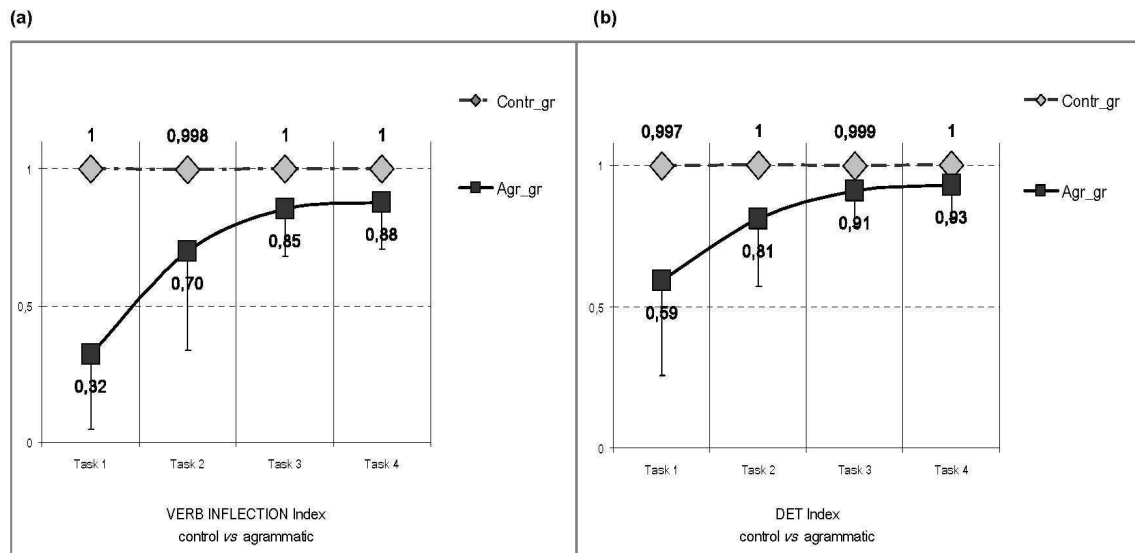 (a)
Contr_gr
1 0,998 1 1
1
Agr_gr
0,85 0,88
0,70
0,5
0,32
0
Task 1 Task 2 Task 3 Task 4
VERB INFLECTION Index
control vs agrammatic
(b)
Contr_gr
0,997 1 0,999 1
1
Agr_gr
0,91 0,93
0,81
0,5
0,59
0
Task 1 Task 2 Task 3 Task 4
DET Index
control vs agrammatic